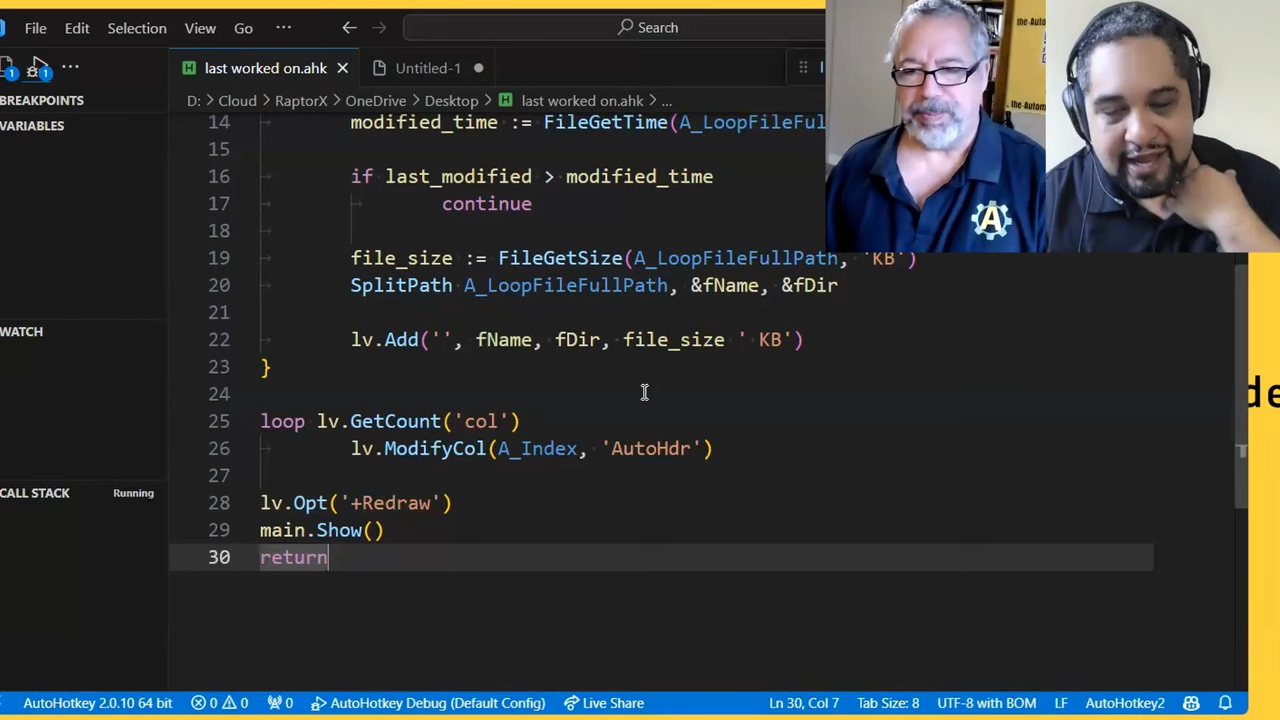 File Edit Selection View Go ··· Search
the-Autom
last worked on.ahk Untitled-1
BREAKPOINTS
D: > Cloud > RaptorX > OneDrive > Desktop > last worked on.ahk > ...
VARIABLES
14 modified_time := FileGetTime(A_LoopFileFul
15
16 if last_modified > modified_time
17 continue
18
19 file_size := FileGetSize(A_LoopFileFullPath, 'KB')
20 SplitPath A_LoopFileFullPath, &fName, &fDir
21
WATCH
22 lv.Add('', fName, fDir, file_size ' KB')
23 }
24
25 loop lv.GetCount('col')
26 lv.ModifyCol(A_Index, 'AutoHdr')
27
CALL STACK Running
28 lv.Opt('+Redraw')
29 main.Show()
30 return
AutoHotkey 2.0.10 64 bit 0 0 0 AutoHotkey Debug (Default Config) Live Share Ln 30, Col 7 Tab Size: 8 UTF-8 with BOM LF AutoHotkey2
A
de